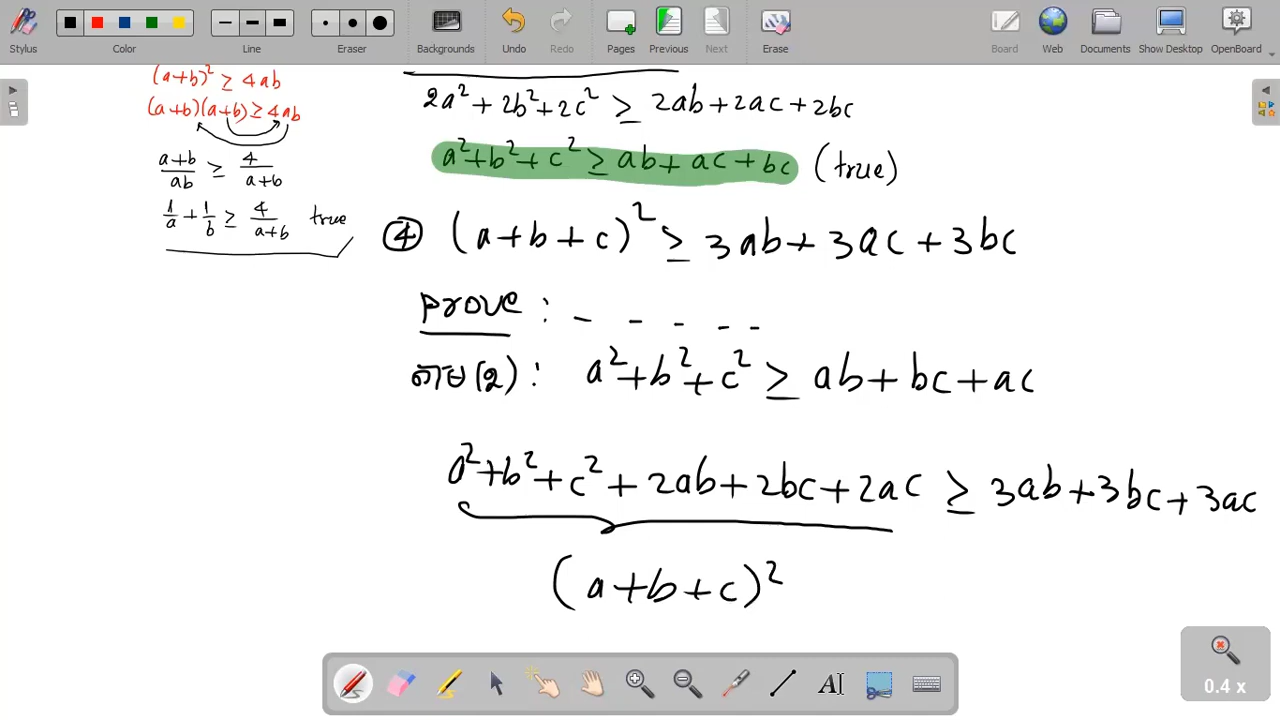 Stylus
Color
Line
Eraser
Backgrounds
Undo
Redo
Pages
Previous
Next
Erase
Board
Web
Documents
Show Desktop
OpenBoard
(a+b)² ≥ 4ab
(a+b)(a+b) ≥ 4ab
(a+b)/ab ≥ 4/(a+b)
1/a + 1/b ≥ 4/(a+b) true
2a² + 2b² + 2c² ≥ 2ab + 2ac + 2bc
a² + b² + c² ≥ ab + ac + bc (true)
④ (a+b+c)² ≥ 3ab + 3ac + 3bc
prove : - - - - -
តាម(2) : a² + b² + c² ≥ ab + bc + ac
a² + b² + c² + 2ab + 2bc + 2ac ≥ 3ab + 3bc + 3ac
(a+b+c)²
0.4 x